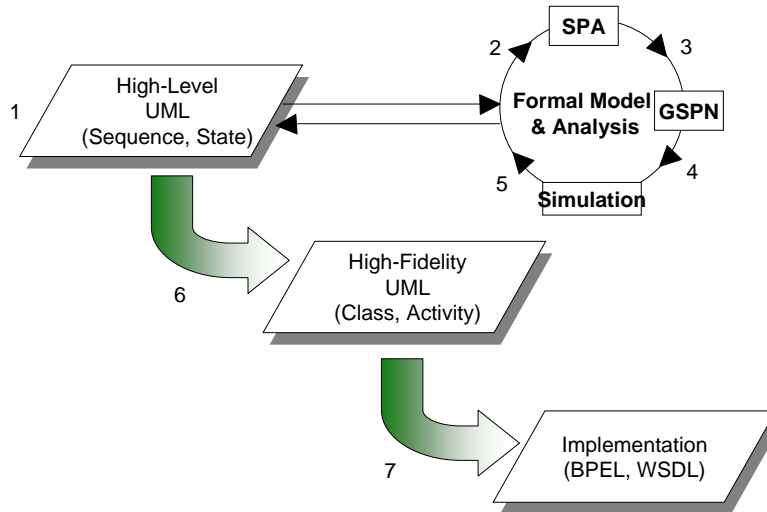 1
High-Level
UML
(Sequence, State)
2
SPA
3
Formal Model
& Analysis
GSPN
4
Simulation
5
6
High-Fidelity
UML
(Class, Activity)
7
Implementation
(BPEL, WSDL)